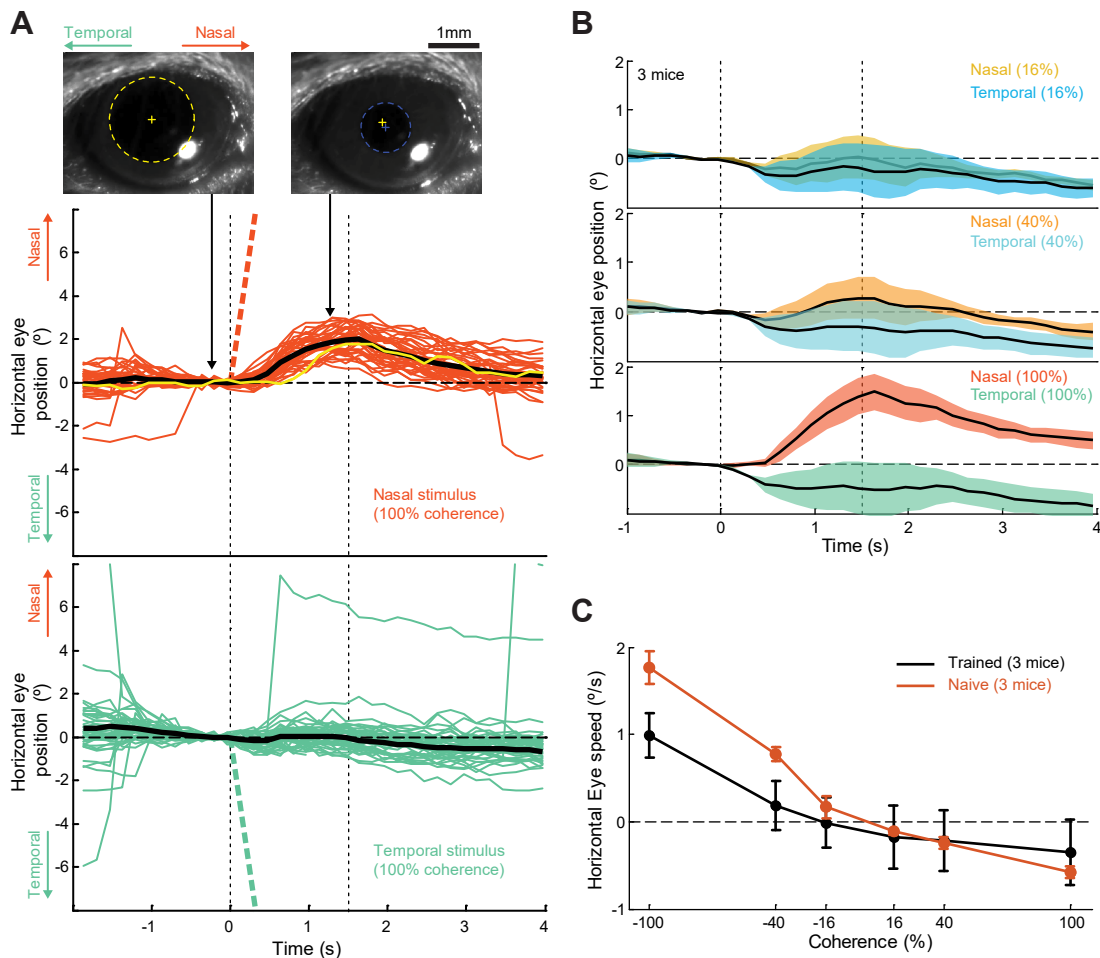 A
Temporal
Nasal
1mm
Nasal
Horizontal eye
position (º)
6
4
2
0
-2
-4
-6
Temporal
Nasal stimulus
(100% coherence)
Nasal
Horizontal eye
position (º)
6
4
2
0
-2
-4
-6
Temporal
Temporal stimulus
(100% coherence)
-1
0
1
2
3
4
Time (s)
B
3 mice
Nasal (16%)
Temporal (16%)
2
1
0
Nasal (40%)
Temporal (40%)
2
1
0
Nasal (100%)
Temporal (100%)
2
1
0
Horizontal eye position (º)
-1
0
1
2
3
4
Time (s)
C
Trained (3 mice)
Naive (3 mice)
Horizontal Eye speed (º/s)
2
1
0
-1
-100
-40
-16
16
40
100
Coherence (%)